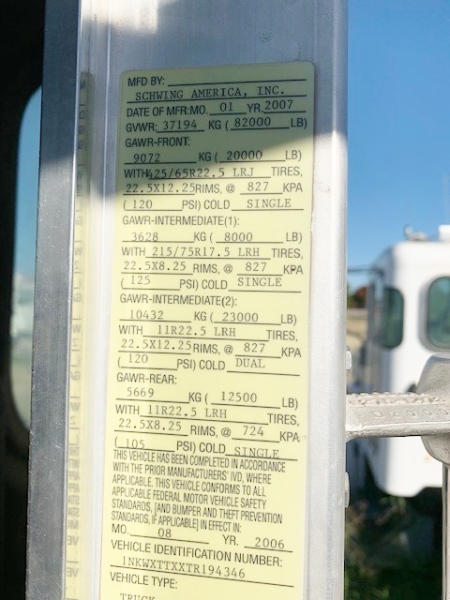 MFD BY:
SCHWING AMERICA, INC.
DATE OF MFR:MO. 01 YR.2007
GVWR: 37194 KG ( 82000 LB)
GAWR-FRONT:
9072 KG ( 20000 LB)
WITH 425/65R22.5 LRJ TIRES,
22.5X12.25 RIMS, @ 827 KPA
( 120 PSI) COLD SINGLE
GAWR-INTERMEDIATE(1):
3628 KG ( 8000 LB)
WITH 215/75R17.5 LRH TIRES,
22.5X8.25 RIMS, @ 827 KPA
( 125 PSI) COLD SINGLE
GAWR-INTERMEDIATE(2):
10432 KG ( 23000 LB)
WITH 11R22.5 LRH TIRES,
22.5X12.25 RIMS, @ 827 KPA
( 120 PSI) COLD DUAL
GAWR-REAR:
5669 KG ( 12500 LB)
WITH 11R22.5 LRH TIRES,
22.5X8.25 RIMS, @ 724 KPA
( 105 PSI) COLD SINGLE
THIS VEHICLE HAS BEEN COMPLETED IN ACCORDANCE
WITH THE PRIOR MANUFACTURERS' IVD, WHERE
APPLICABLE. THIS VEHICLE CONFORMS TO ALL
APPLICABLE FEDERAL MOTOR VEHICLE SAFETY
STANDARDS, [AND BUMPER AND THEFT PREVENTION
STANDARDS, IF APPLICABLE] IN EFFECT IN:
MO. 08 YR. 2006
VEHICLE IDENTIFICATION NUMBER:
1NKWXTTXXTR194346
VEHICLE TYPE:
TRUCK